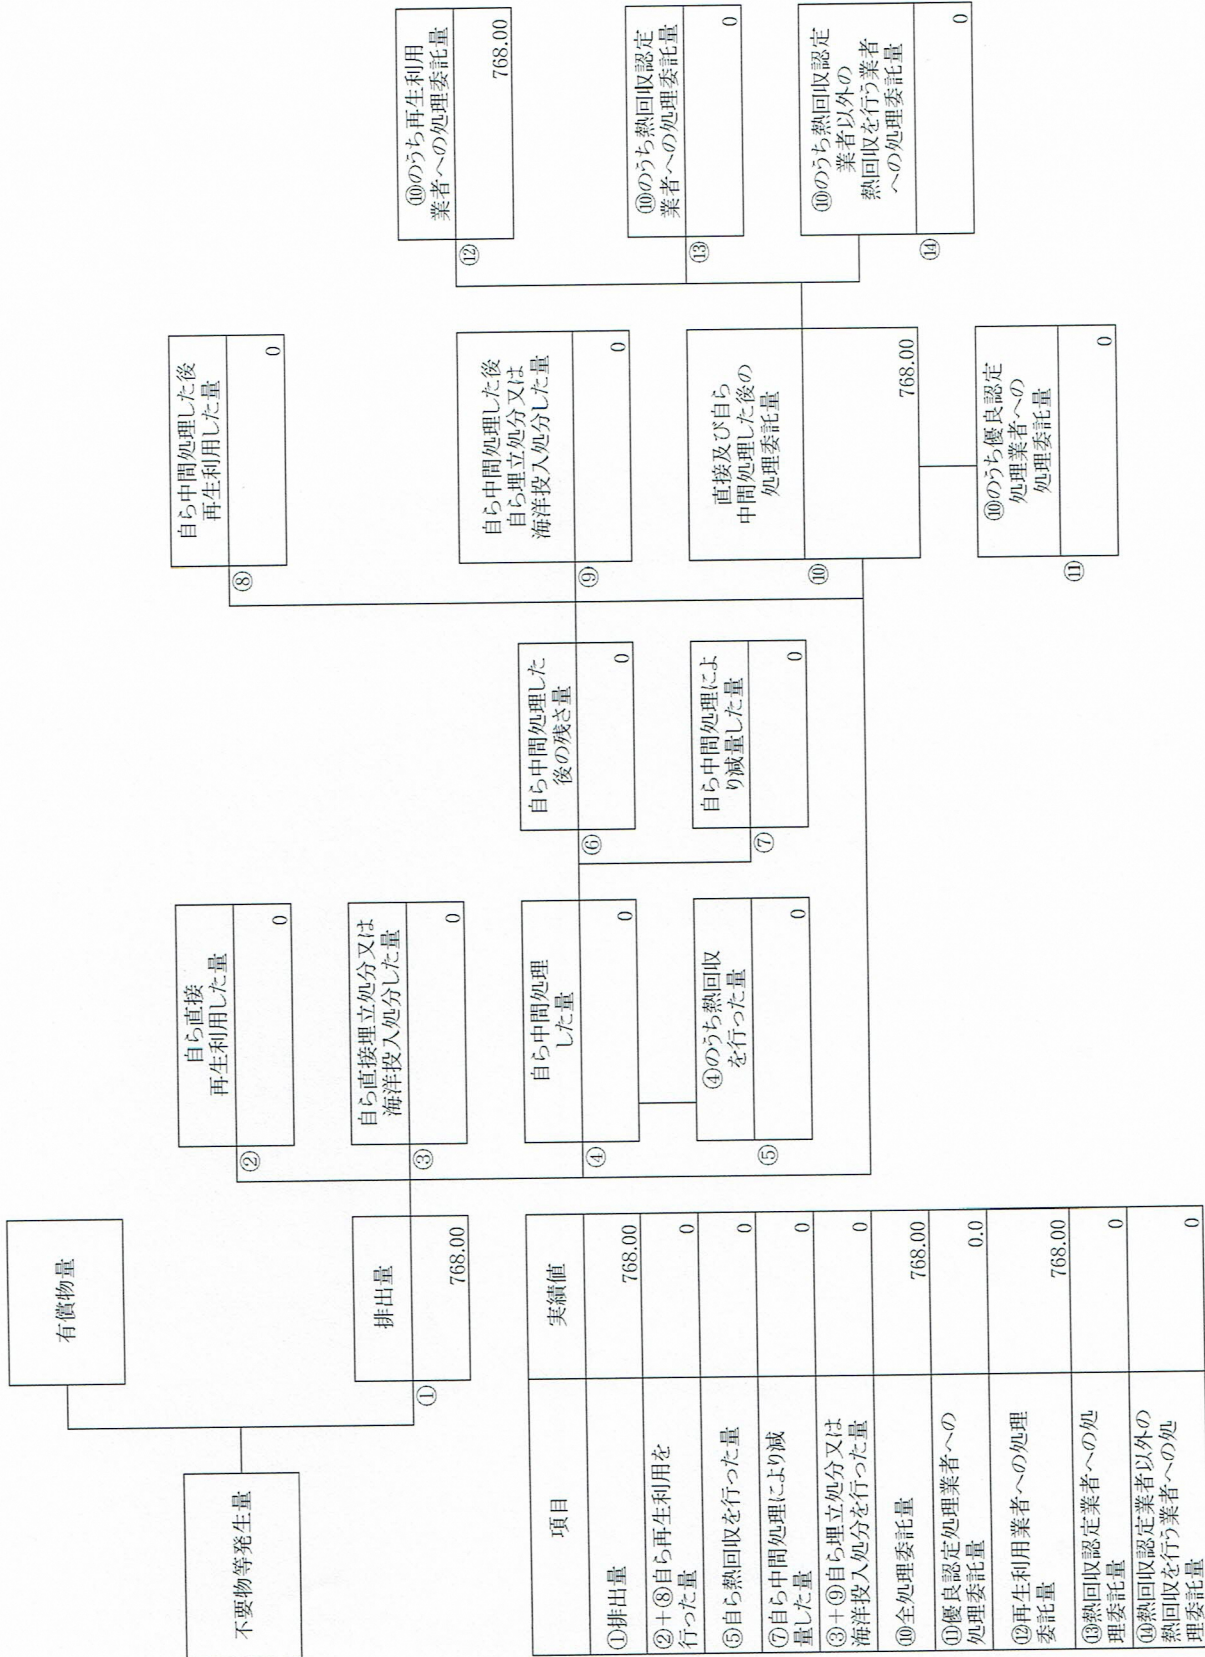 不要物等発生量
有償物量
排出量
①
768.00
自ら直接
再生利用した量
②
0
自ら直接埋立処分又は
海洋投入処分した量
③
0
自ら中間処理
した量
④
0
④のうち熱回収
を行った量
⑤
0
自ら中間処理した
後の残さ量
⑥
0
自ら中間処理によ
り減量した量
⑦
0
自ら中間処理した後
再生利用した量
⑧
0
自ら中間処理した後
自ら埋立処分又は
海洋投入処分した量
⑨
0
直接及び自ら
中間処理した後の
処理委託量
⑩
768.00
⑩のうち優良認定
処理業者への
処理委託量
⑪
0
⑩のうち再生利用
業者への処理委託量
⑫
768.00
⑩のうち熱回収認定
業者への処理委託量
⑬
0
⑩のうち熱回収認定
業者以外の
熱回収を行う業者
への処理委託量
⑭
0
項目 実績値
①排出量 768.00
②+⑧自ら再生利用を
行った量 0
⑤自ら熱回収を行った量 0
⑦自ら中間処理により減
量した量 0
③+⑨自ら埋立処分又は
海洋投入処分を行った量 0
⑩全処理委託量 768.00
⑪優良認定処理業者への
処理委託量 0.0
⑫再生利用業者への処理
委託量 768.00
⑬熱回収認定業者への処
理委託量 0
⑭熱回収認定業者以外の
熱回収を行う業者への処
理委託量 0